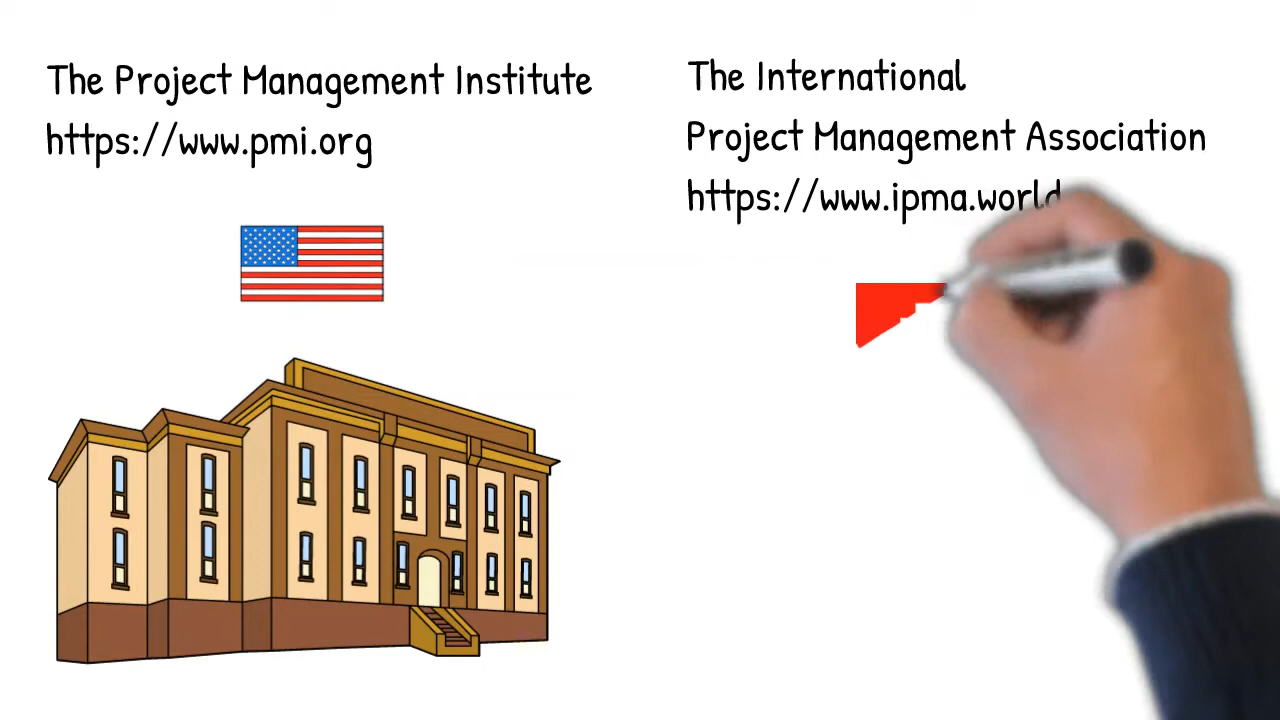 The Project Management Institute
https://www.pmi.org
The International
Project Management Association
https://www.ipma.world